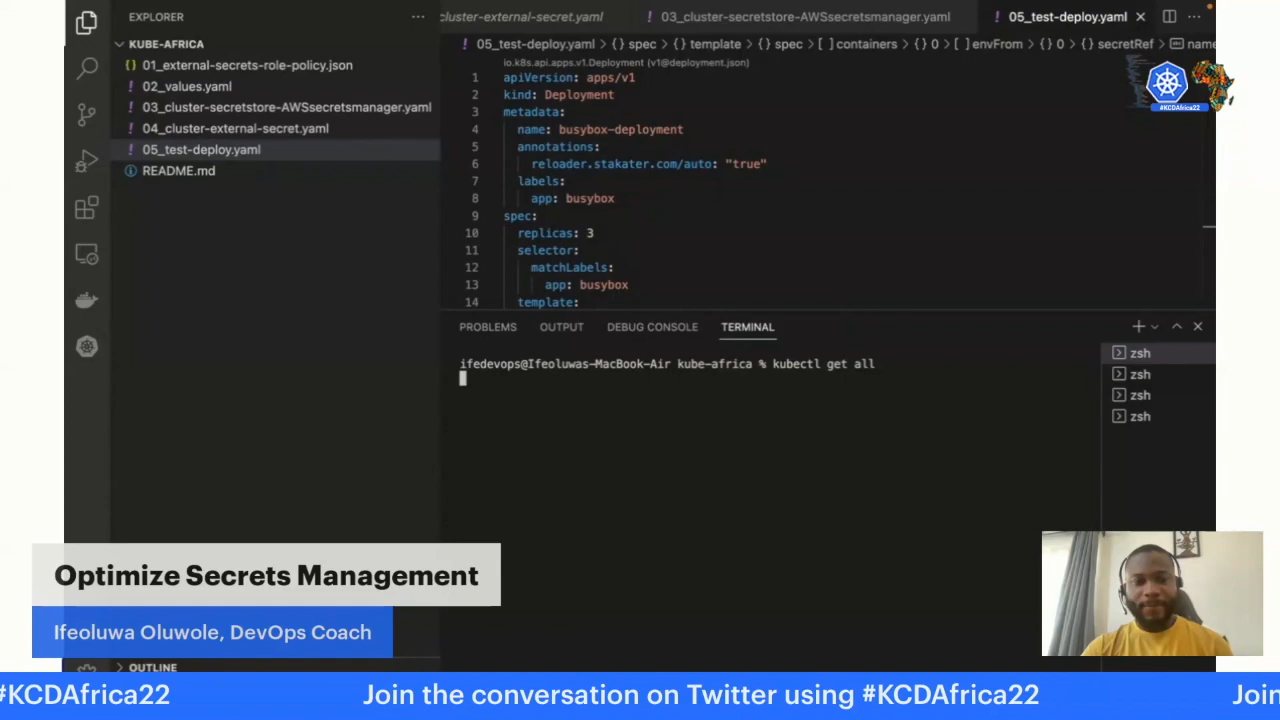 EXPLORER
KUBE-AFRICA
01_external-secrets-role-policy.json
02_values.yaml
03_cluster-secretstore-AWSsecretsmanager.yaml
04_cluster-external-secret.yaml
05_test-deploy.yaml
README.md
OUTLINE
cluster-external-secret.yaml
03_cluster-secretstore-AWSsecretsmanager.yaml
05_test-deploy.yaml
05_test-deploy.yaml > {} spec > {} template > {} spec > [ ] containers > {} 0 > [ ] envFrom > {} 0 > {} secretRef > name
io.k8s.api.apps.v1.Deployment (v1@deployment.json)
1 apiVersion: apps/v1
2 kind: Deployment
3 metadata:
4 name: busybox-deployment
5 annotations:
6 reloader.stakater.com/auto: "true"
7 labels:
8 app: busybox
9 spec:
10 replicas: 3
11 selector:
12 matchLabels:
13 app: busybox
14 template:
#KCDAfrica22
PROBLEMS OUTPUT DEBUG CONSOLE TERMINAL
ifedevops@Ifeoluwas-MacBook-Air kube-africa % kubectl get all
zsh
zsh
zsh
zsh
Optimize Secrets Management
Ifeoluwa Oluwole, DevOps Coach
#KCDAfrica22 Join the conversation on Twitter using #KCDAfrica22 Join